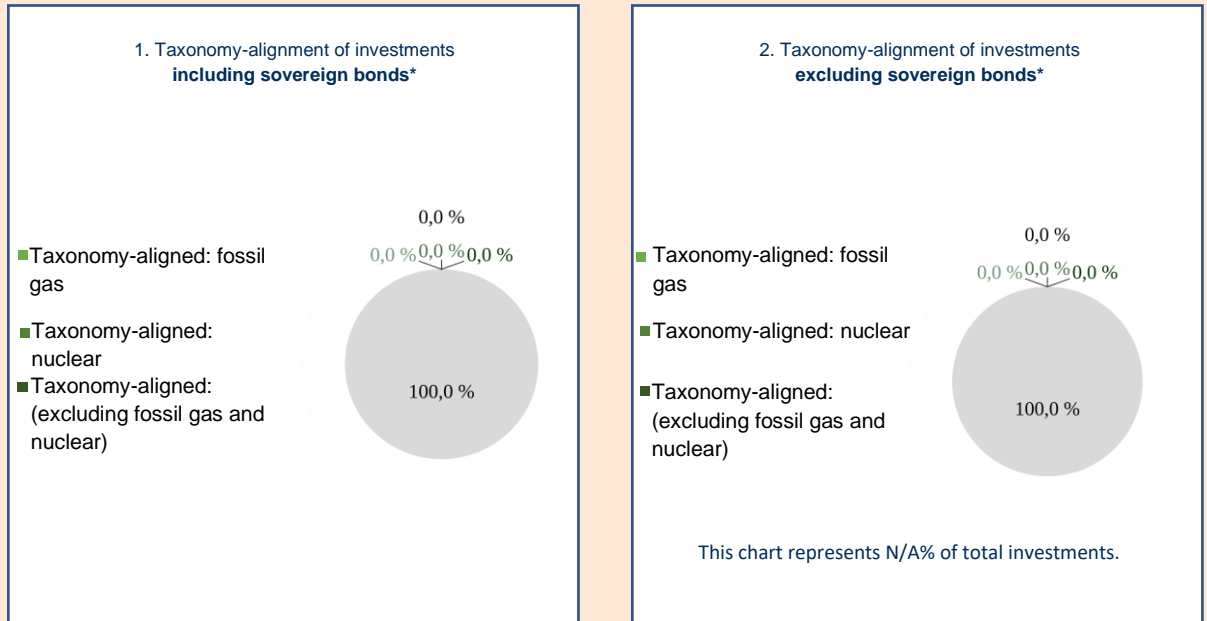 1. Taxonomy-alignment of investments
including sovereign bonds*
0,0 %
0,0 % 0,0 % 0,0 %
Taxonomy-aligned: fossil
gas
Taxonomy-aligned:
nuclear
Taxonomy-aligned:
(excluding fossil gas and
nuclear)
100,0 %
2. Taxonomy-alignment of investments
excluding sovereign bonds*
0,0 %
0,0 % 0,0 % 0,0 %
Taxonomy-aligned: fossil
gas
Taxonomy-aligned: nuclear
Taxonomy-aligned:
(excluding fossil gas and
nuclear)
100,0 %
This chart represents N/A% of total investments.